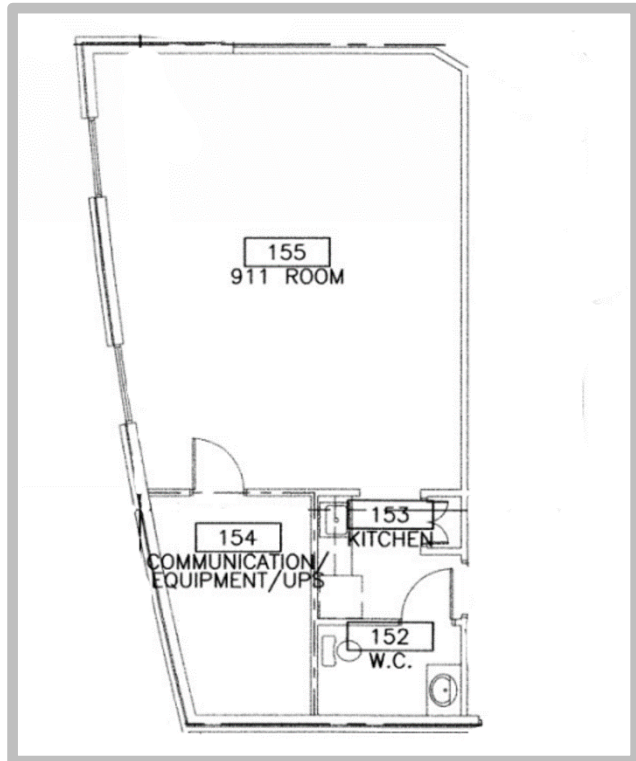 155
911 ROOM
154
COMMUNICATION/
EQUIPMENT/UPS
153
KITCHEN
152
W.C.